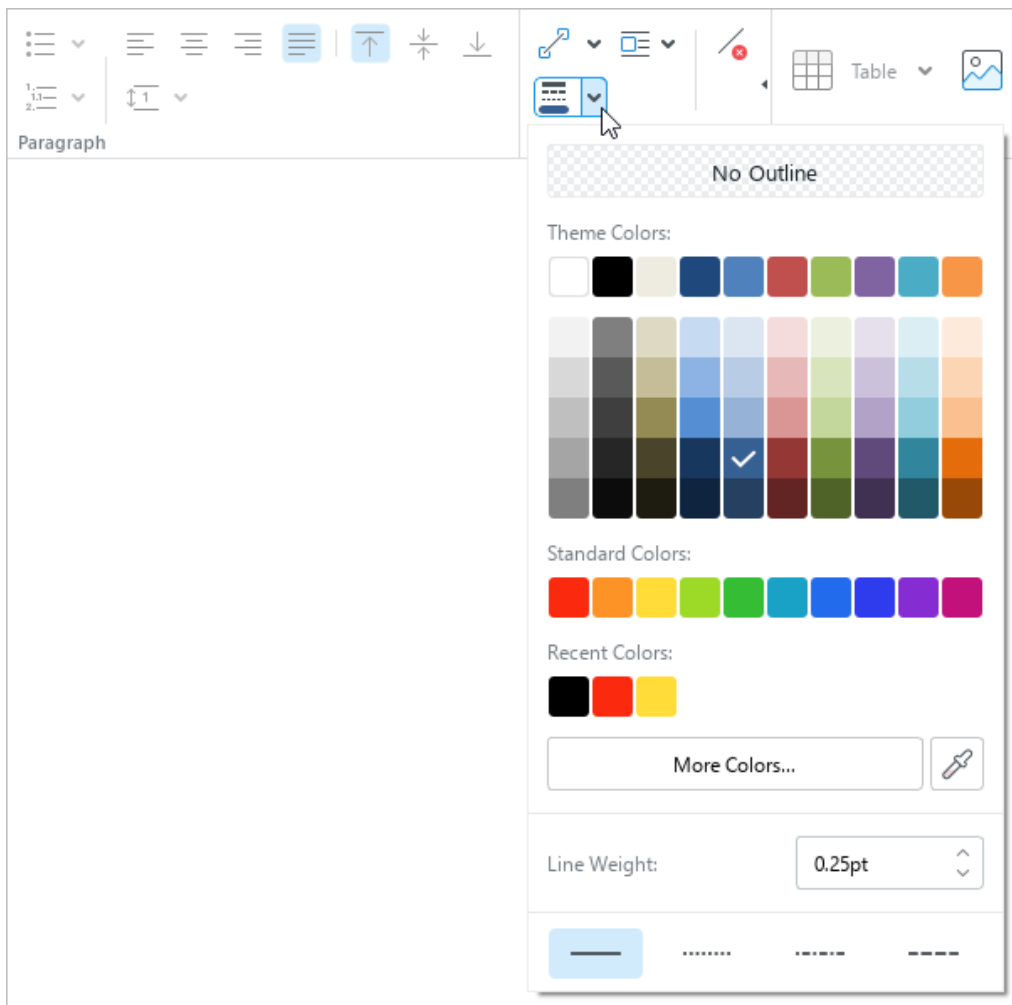 Table
Paragraph
No Outline
Theme Colors:
Standard Colors:
Recent Colors:
More Colors...
Line Weight:
0.25pt